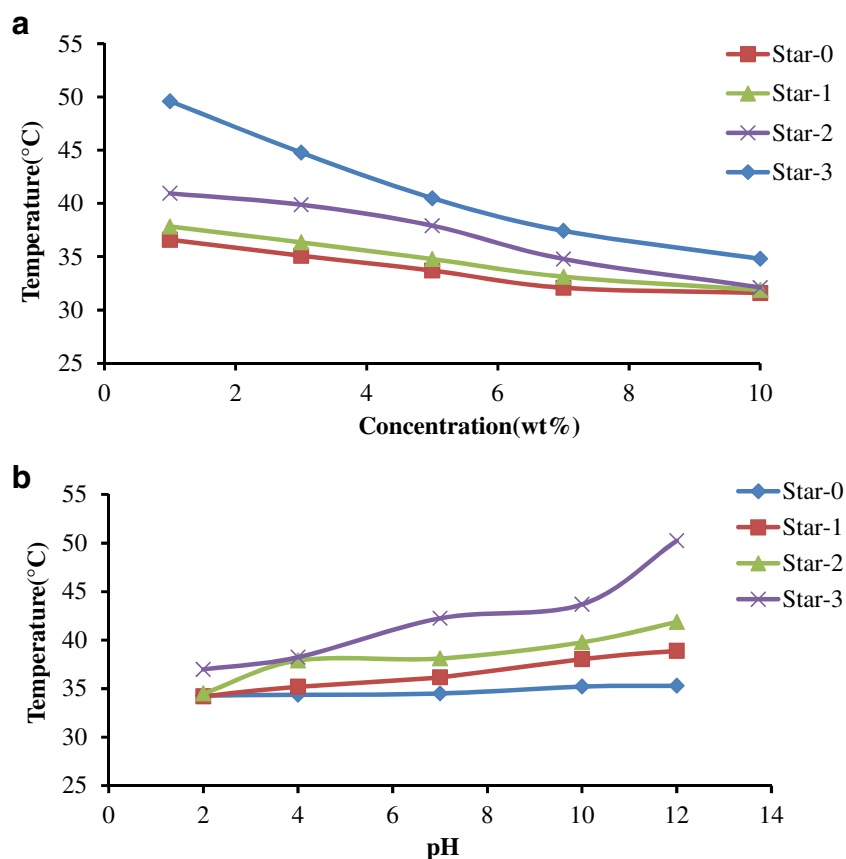 a
55
50
45
40
35
30
25
Temperature(°C)
0 2 4 6 8 10
Concentration(wt%)
Star-0
Star-1
Star-2
Star-3
b
55
50
45
40
35
30
25
Temperature(°C)
0 2 4 6 8 10 12 14
pH
Star-0
Star-1
Star-2
Star-3